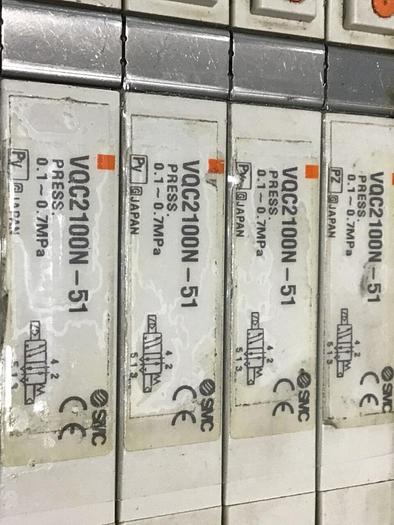 VQC2100N-51
PRESS.
0.1~0.7MPa
Py G JAPAN
4 2
5 1 3
SMC
CE
VQC2100N-51
PRESS.
0.1~0.7MPa
Py G JAPAN
4 2
5 1 3
SMC
CE
VQC2100N-51
PRESS.
0.1~0.7MPa
G JAPAN
4 2
5 1 3
SMC
CE
VQC2100N-51
PRESS.
0.1~0.7MPa
PZ G JAPAN
4 2
5 1 3
SMC
CE